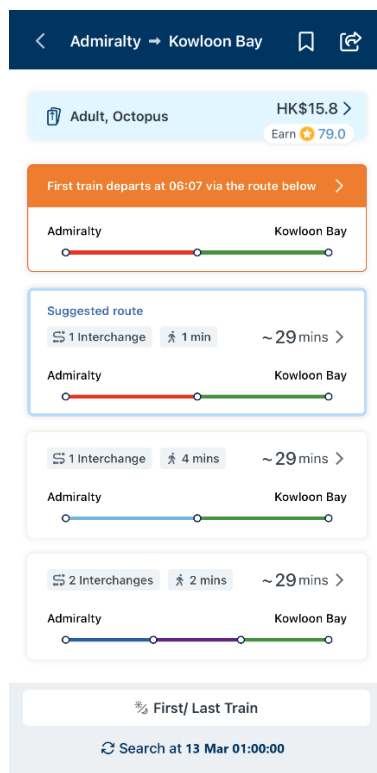 Admiralty → Kowloon Bay
Adult, Octopus
HK$15.8
Earn 79.0
First train departs at 06:07 via the route below
Admiralty Kowloon Bay
Suggested route
1 Interchange 1 min ~29 mins
Admiralty Kowloon Bay
1 Interchange 4 mins ~29 mins
Admiralty Kowloon Bay
2 Interchanges 2 mins ~29 mins
Admiralty Kowloon Bay
First/ Last Train
Search at 13 Mar 01:00:00